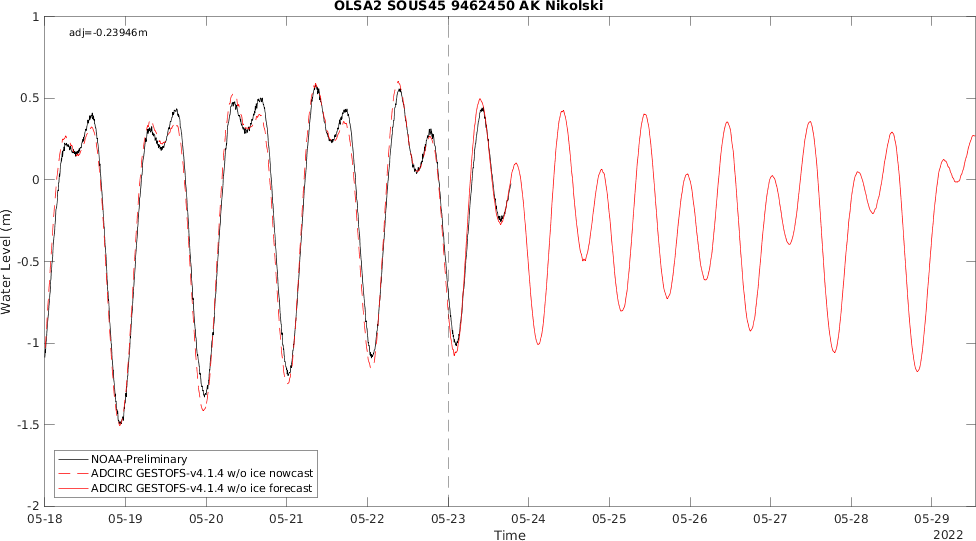 OLSA2 SOUS45 9462450 AK Nikolski
adj=-0.23946m
1
0.5
0
-0.5
-1
-1.5
-2
Water Level (m)
NOAA-Preliminary
ADCIRC GESTOFS-v4.1.4 w/o ice nowcast
ADCIRC GESTOFS-v4.1.4 w/o ice forecast
05-18 05-19 05-20 05-21 05-22 05-23 05-24 05-25 05-26 05-27 05-28 05-29
Time
2022